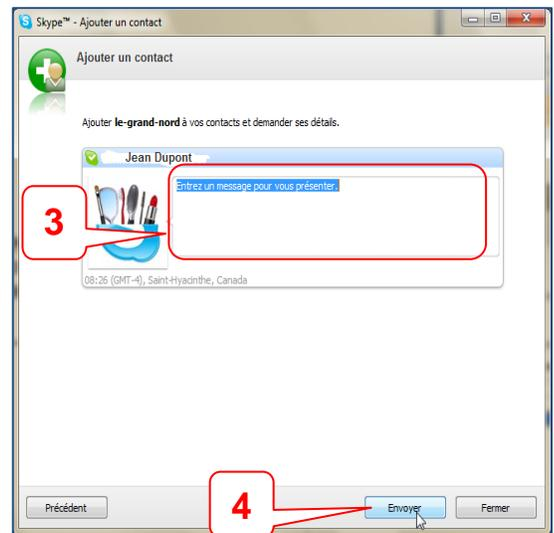 Skype™ - Ajouter un contact
Ajouter un contact
Ajouter le-grand-nord à vos contacts et demander ses détails.
Jean Dupont
Entrez un message pour vous présenter.
3
08:26 (GMT-4), Saint-Hyacinthe, Canada
4
Précédent
Envoyer
Fermer